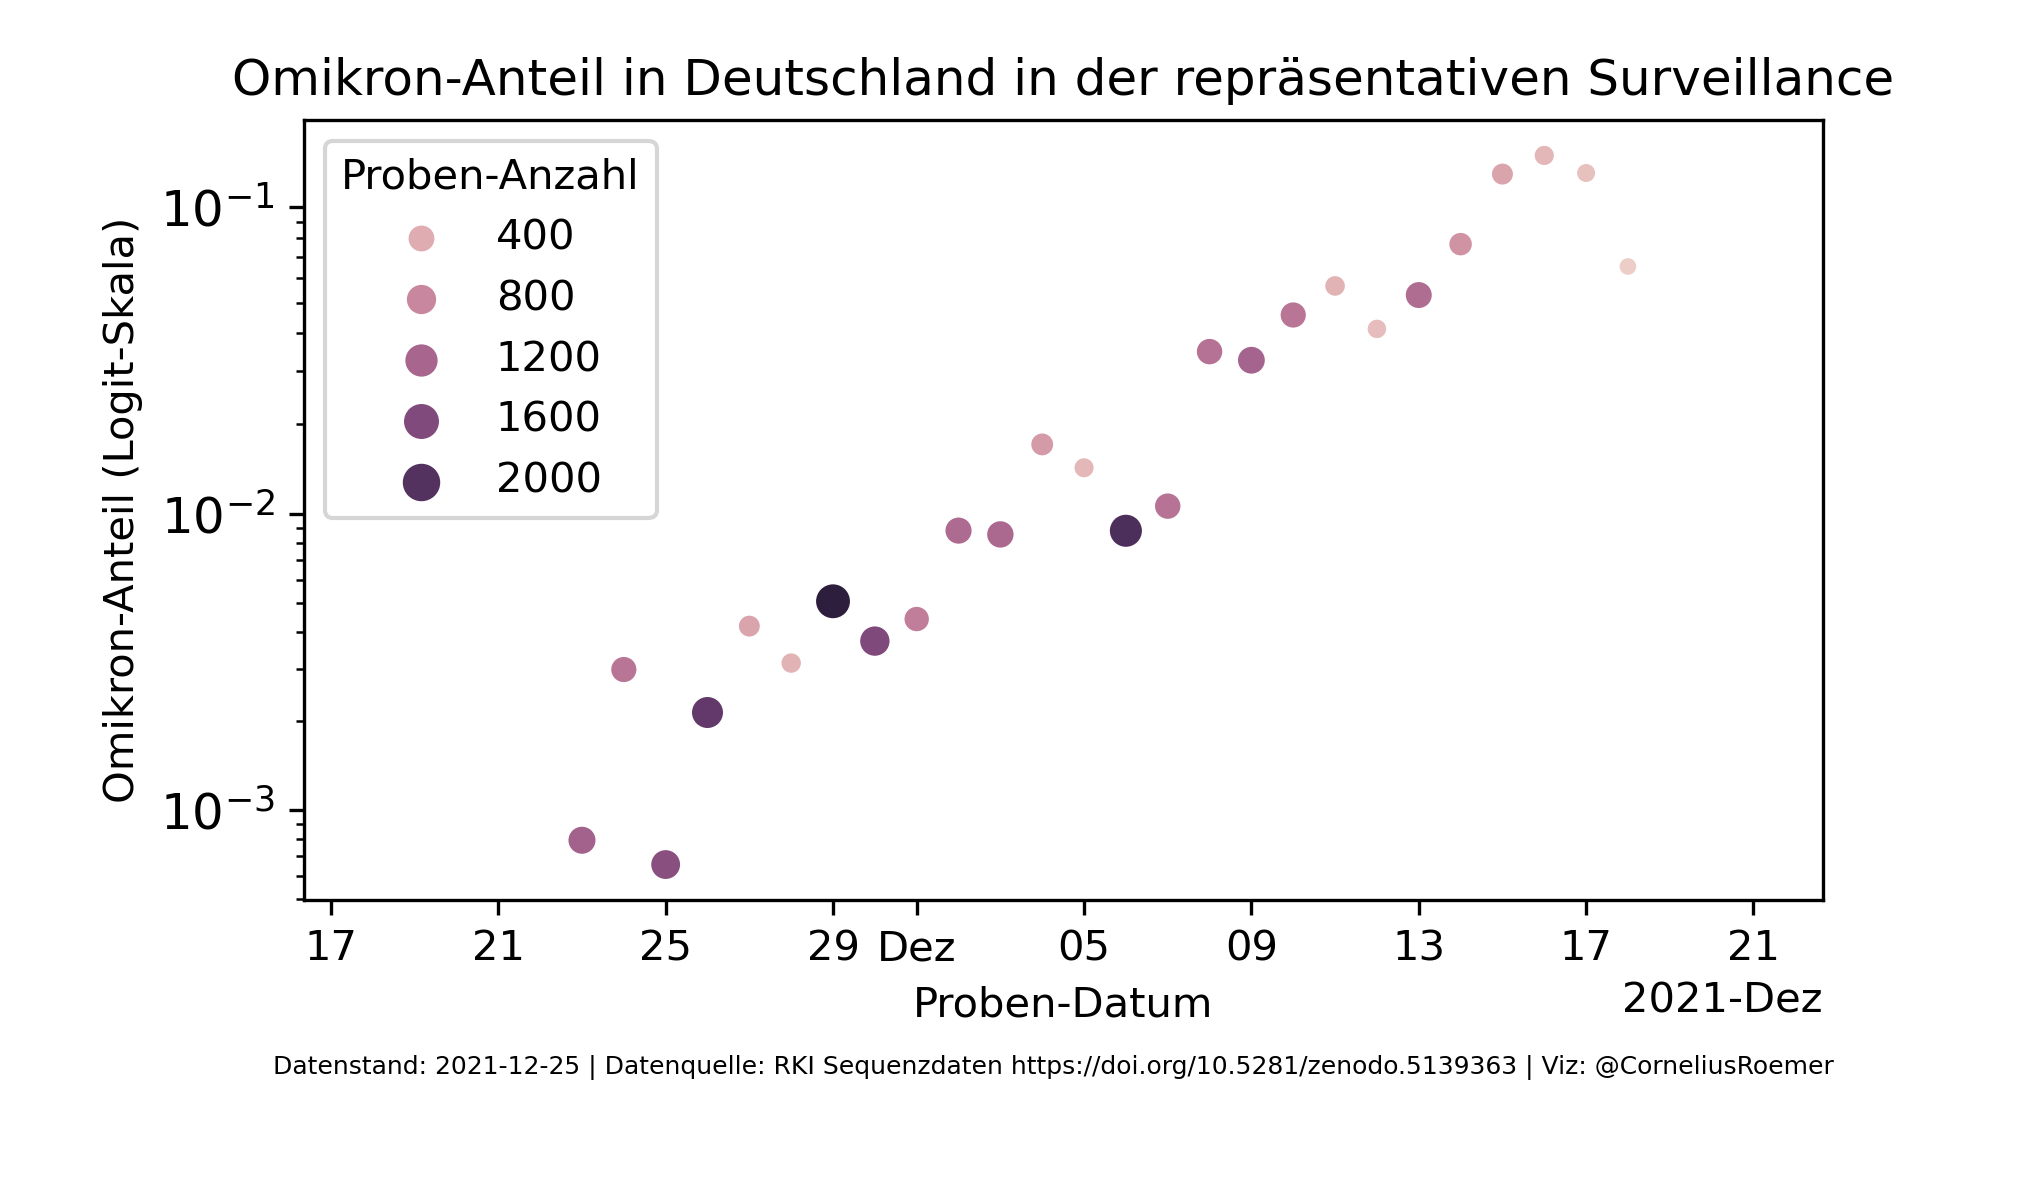 Omikron-Anteil in Deutschland in der repräsentativen Surveillance
Omikron-Anteil (Logit-Skala)
10⁻¹
10⁻²
10⁻³
Proben-Anzahl
400
800
1200
1600
2000
17 21 25 29 Dez 05 09 13 17 21
2021-Dez
Proben-Datum
Datenstand: 2021-12-25 | Datenquelle: RKI Sequenzdaten https://doi.org/10.5281/zenodo.5139363 | Viz: @CorneliusRoemer